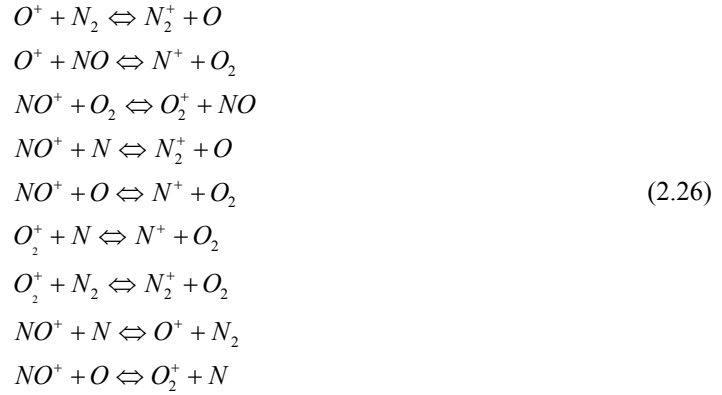 O⁺ + N₂ ⇔ N₂⁺ + O
O⁺ + NO ⇔ N⁺ + O₂
NO⁺ + O₂ ⇔ O₂⁺ + NO
NO⁺ + N ⇔ N₂⁺ + O
NO⁺ + O ⇔ N⁺ + O₂ (2.26)
O₂⁺ + N ⇔ N⁺ + O₂
O₂⁺ + N₂ ⇔ N₂⁺ + O₂
NO⁺ + N ⇔ O⁺ + N₂
NO⁺ + O ⇔ O₂⁺ + N